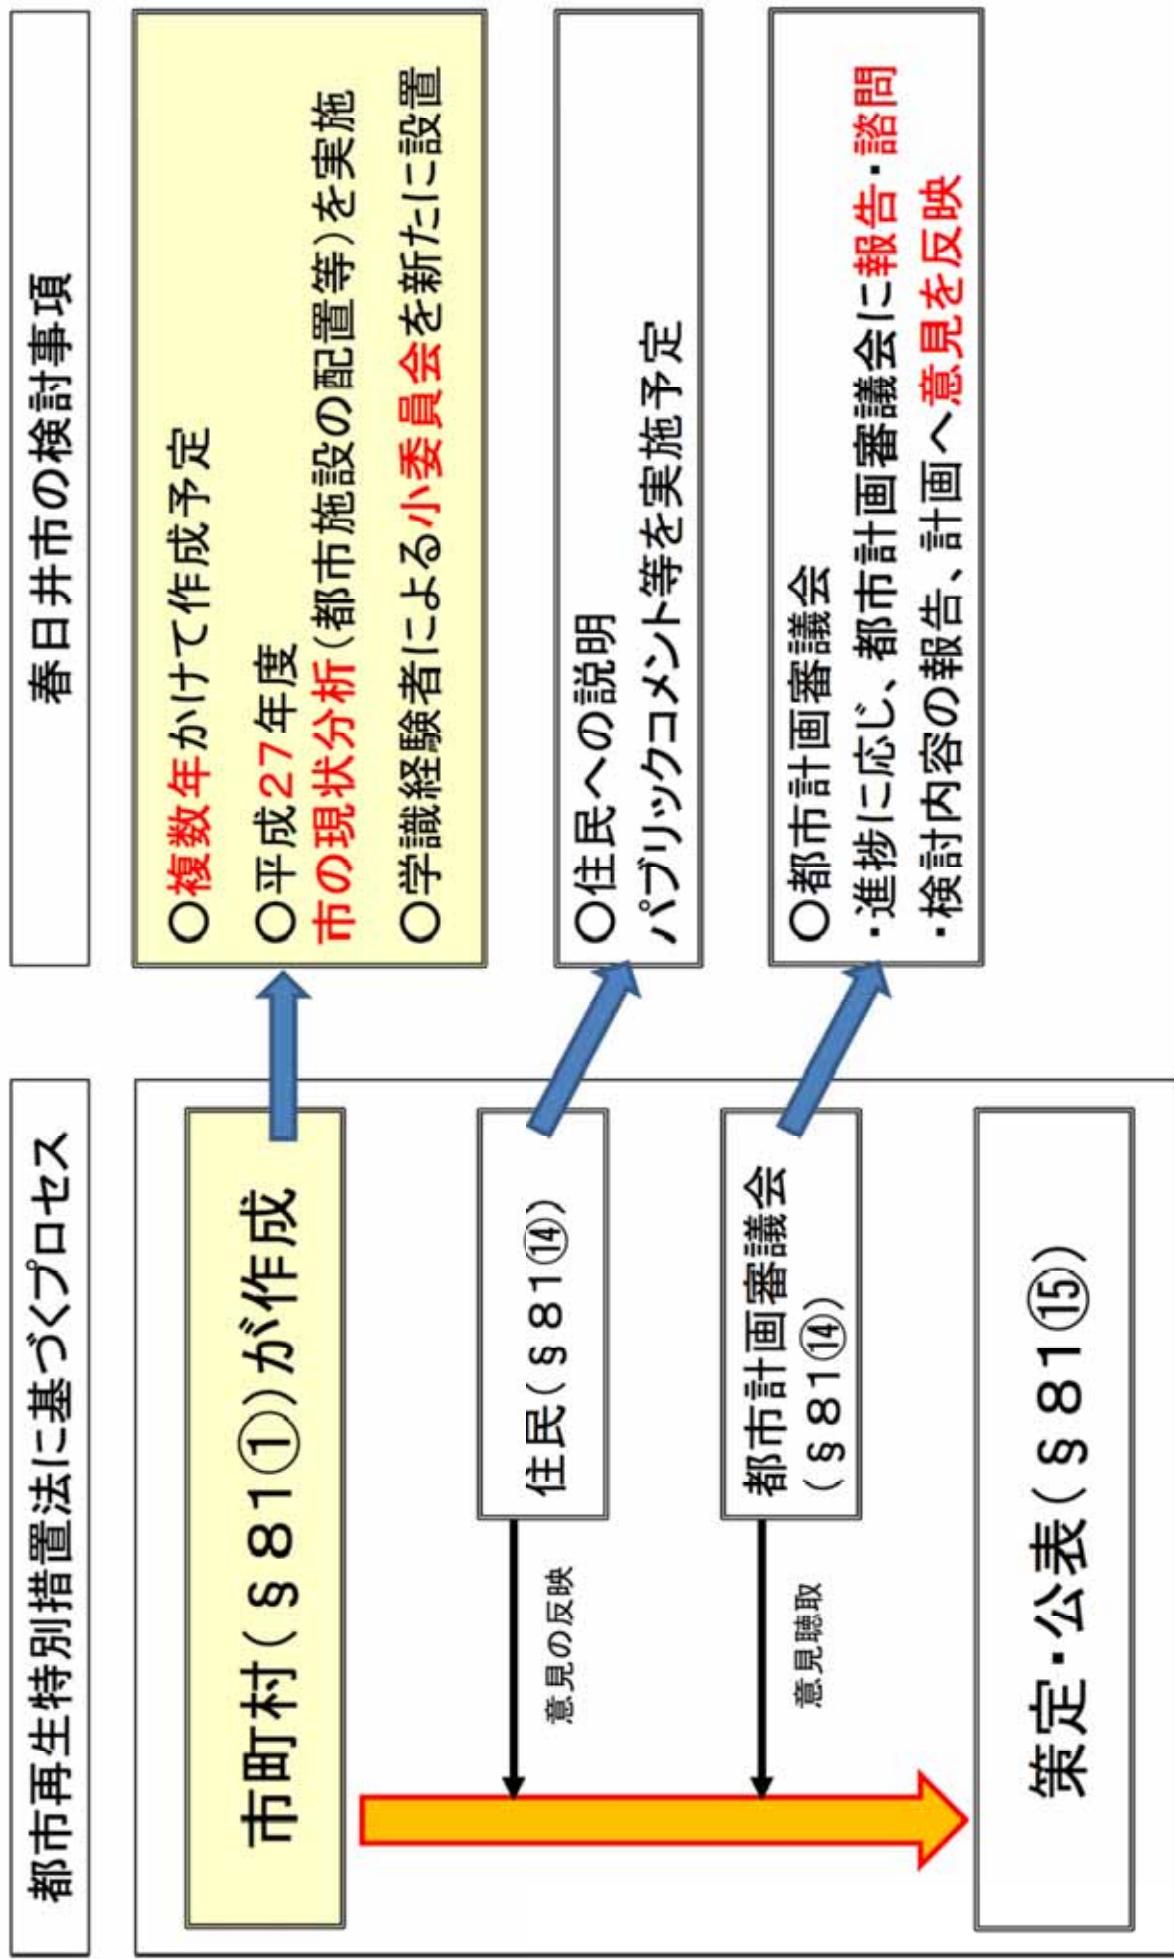 都市再生特別措置法に基づくプロセス
市町村(§81①)が作成
住民(§81⑭)
意見の反映
都市計画審議会
(§81⑭)
意見聴取
策定・公表(§81⑮)
春日井市の検討事項
○複数年かけて作成予定
○平成27年度
市の現状分析(都市施設の配置等)を実施
○学識経験者による小委員会を新たに設置
○住民への説明
パブリックコメント等を実施予定
○都市計画審議会
・進捗に応じ、都市計画審議会に報告・諮問
・検討内容の報告、計画へ意見を反映